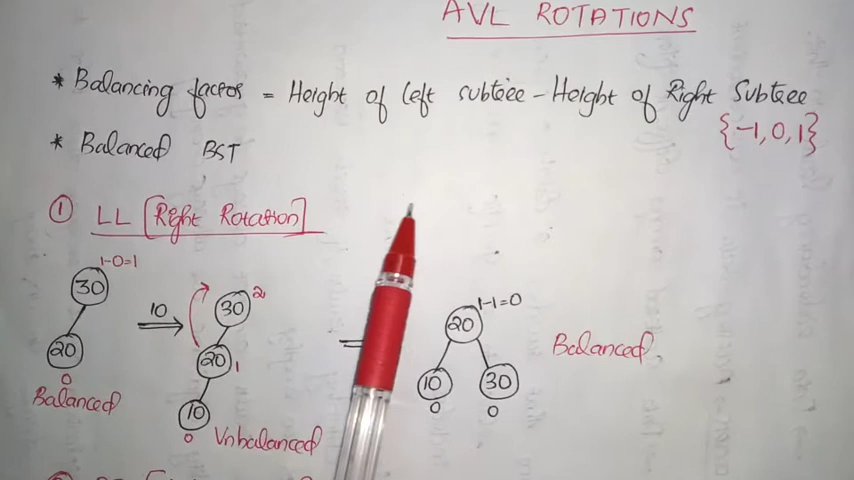 AVL ROTATIONS
* Balancing factor = Height of left subtree - Height of Right Subtree
{-1, 0, 1}
* Balanced BST
① LL [Right Rotation]
1-0=1
30
20
0
Balanced
10
30 2
20 1
10
0
Unbalanced
1-1=0
20
10 30
0 0
Balanced